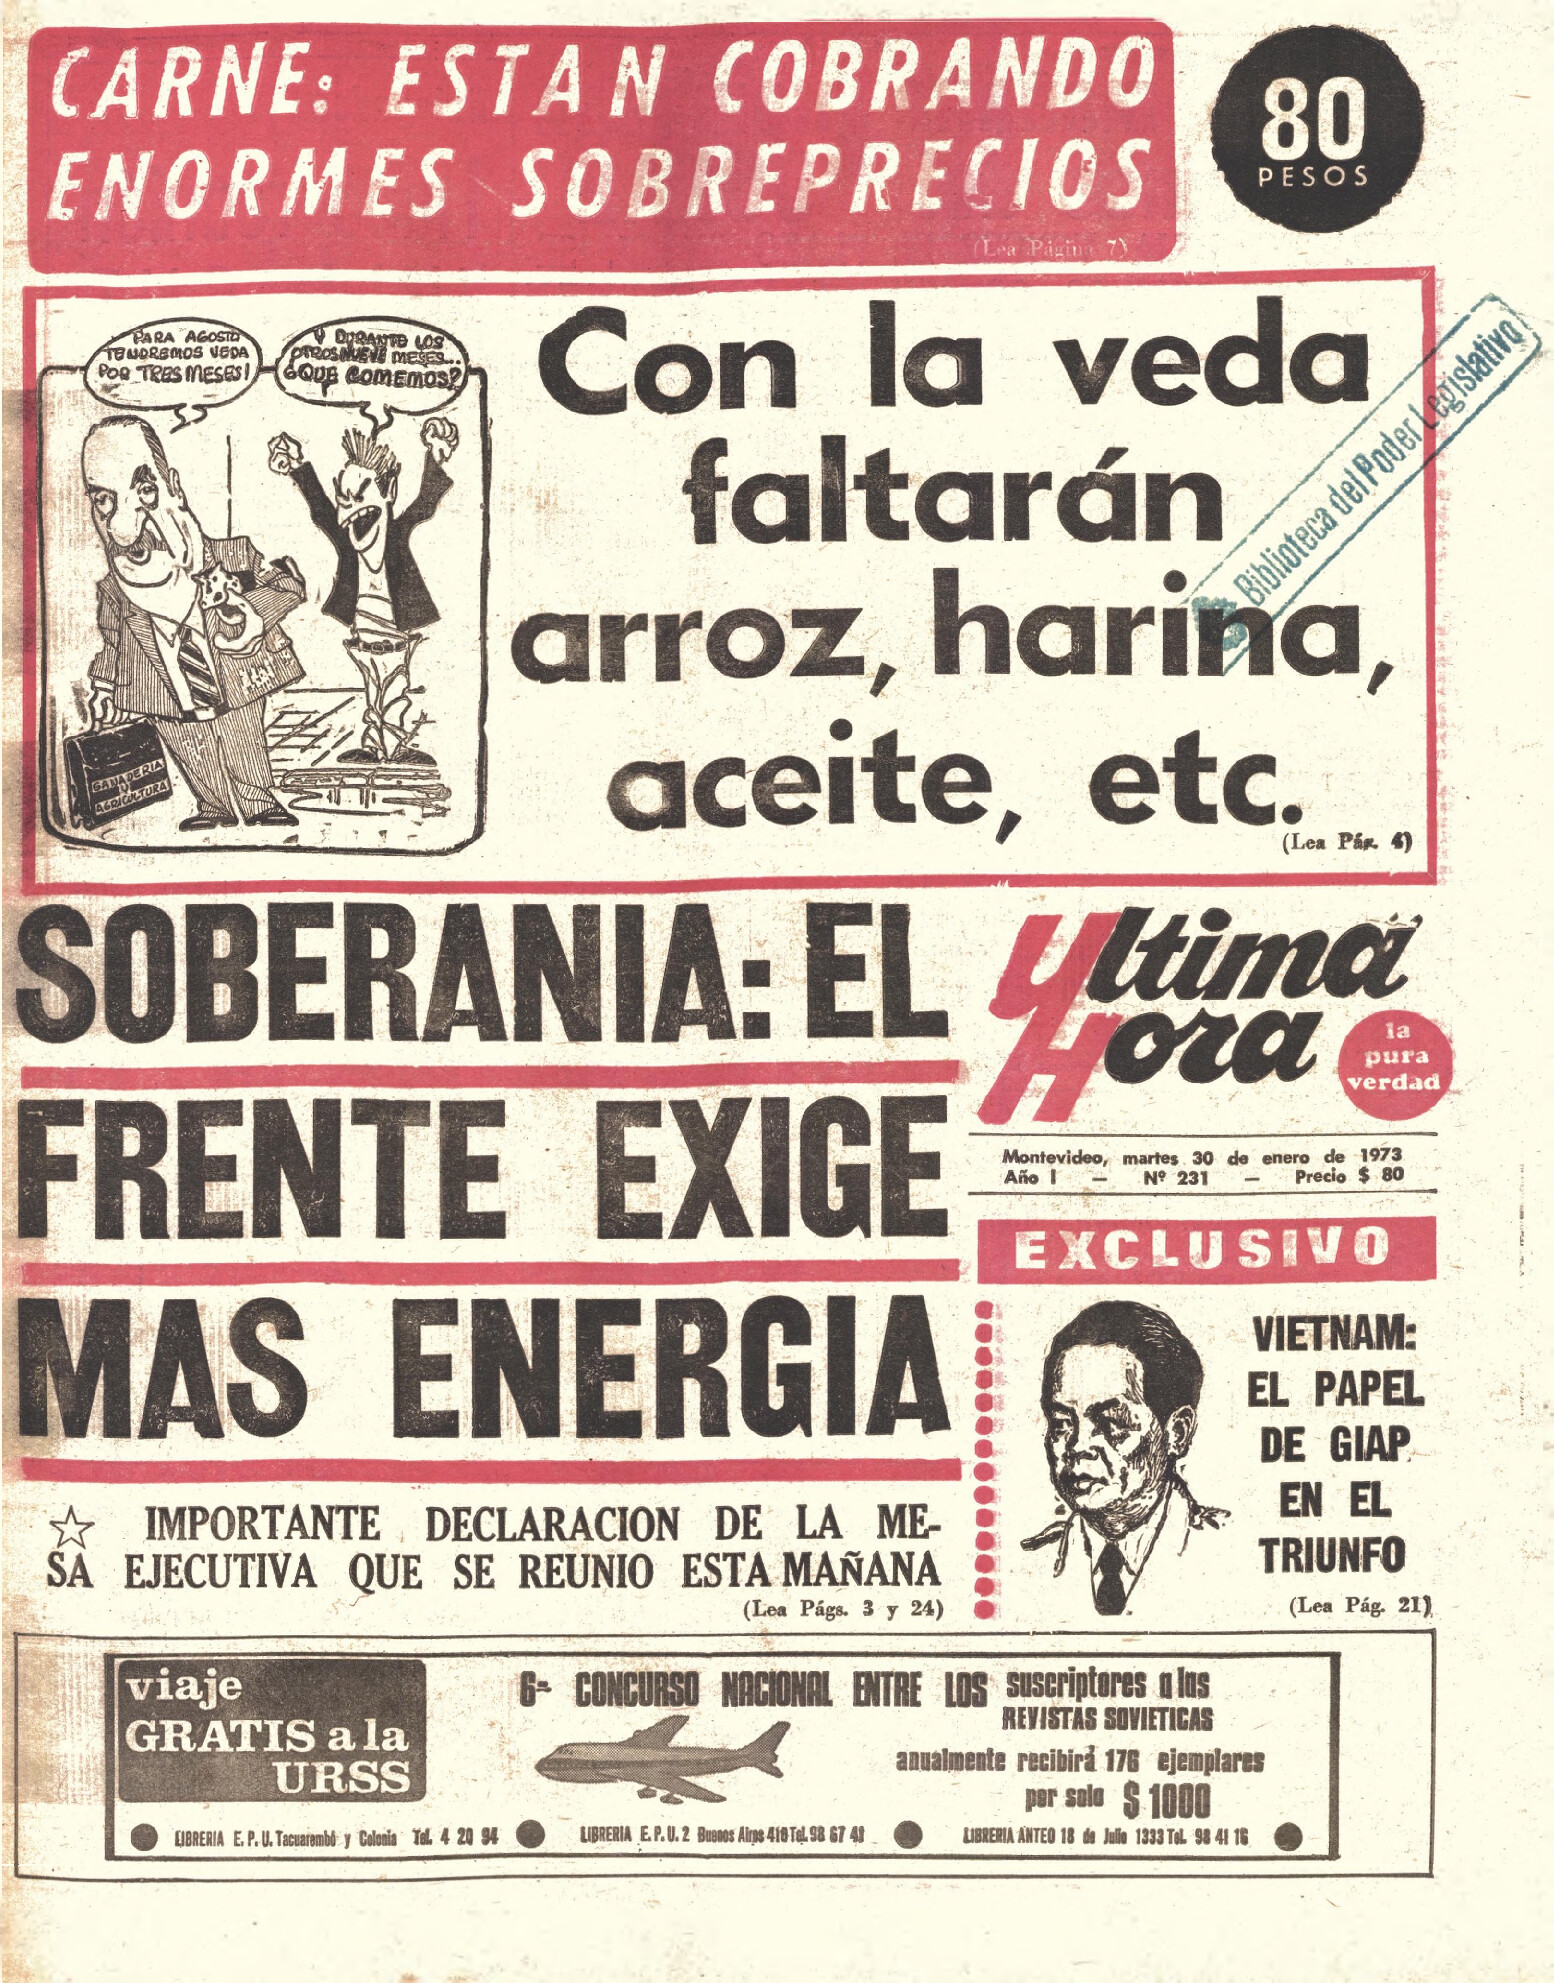 CARNE: ESTAN COBRANDO
ENORMES SOBREPRECIOS
(Lea Página 7)
80
PESOS
PARA AGOSTO
TENDREMOS VEDA
POR TRES MESES!
Y DURANTE LOS
OTROS NUEVE MESES...
¿QUE COMEMOS?
GANADERIA
Y
AGRICULTURA
Con la veda
faltarán
arroz, harina,
aceite, etc.
(Lea Pág. 4)
Biblioteca del Poder Legislativo
SOBERANIA: EL
FRENTE EXIGE
MAS ENERGIA
IMPORTANTE DECLARACION DE LA ME-
SA EJECUTIVA QUE SE REUNIO ESTA MAÑANA
(Lea Págs. 3 y 24)
Ultima
Hora
la
pura
verdad
Montevideo, martes 30 de enero de 1973
Año I — Nº 231 — Precio $ 80
EXCLUSIVO
VIETNAM:
EL PAPEL
DE GIAP
EN EL
TRIUNFO
(Lea Pág. 21)
viaje
GRATIS a la
URSS
6º CONCURSO NACIONAL ENTRE LOS suscriptores a las
REVISTAS SOVIETICAS
anualmente recibirá 176 ejemplares
por solo $ 1000
LIBRERIA E.P.U. Tacuarembó y Colonia Tel. 4 20 94
LIBRERIA E.P.U. 2 Buenos Aires 418 Tel. 98 67 43
LIBRERIA ANTEO 18 de Julio 1333 Tel. 98 41 16